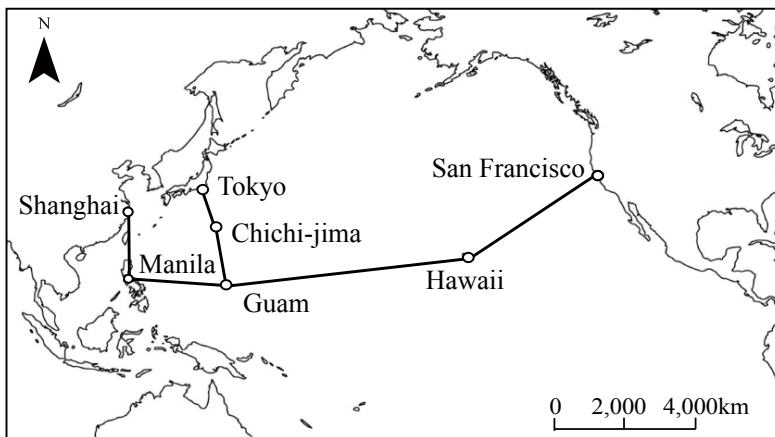 N
San Francisco
Tokyo
Shanghai
Chichi-jima
Manila
Hawaii
Guam
0 2,000 4,000km